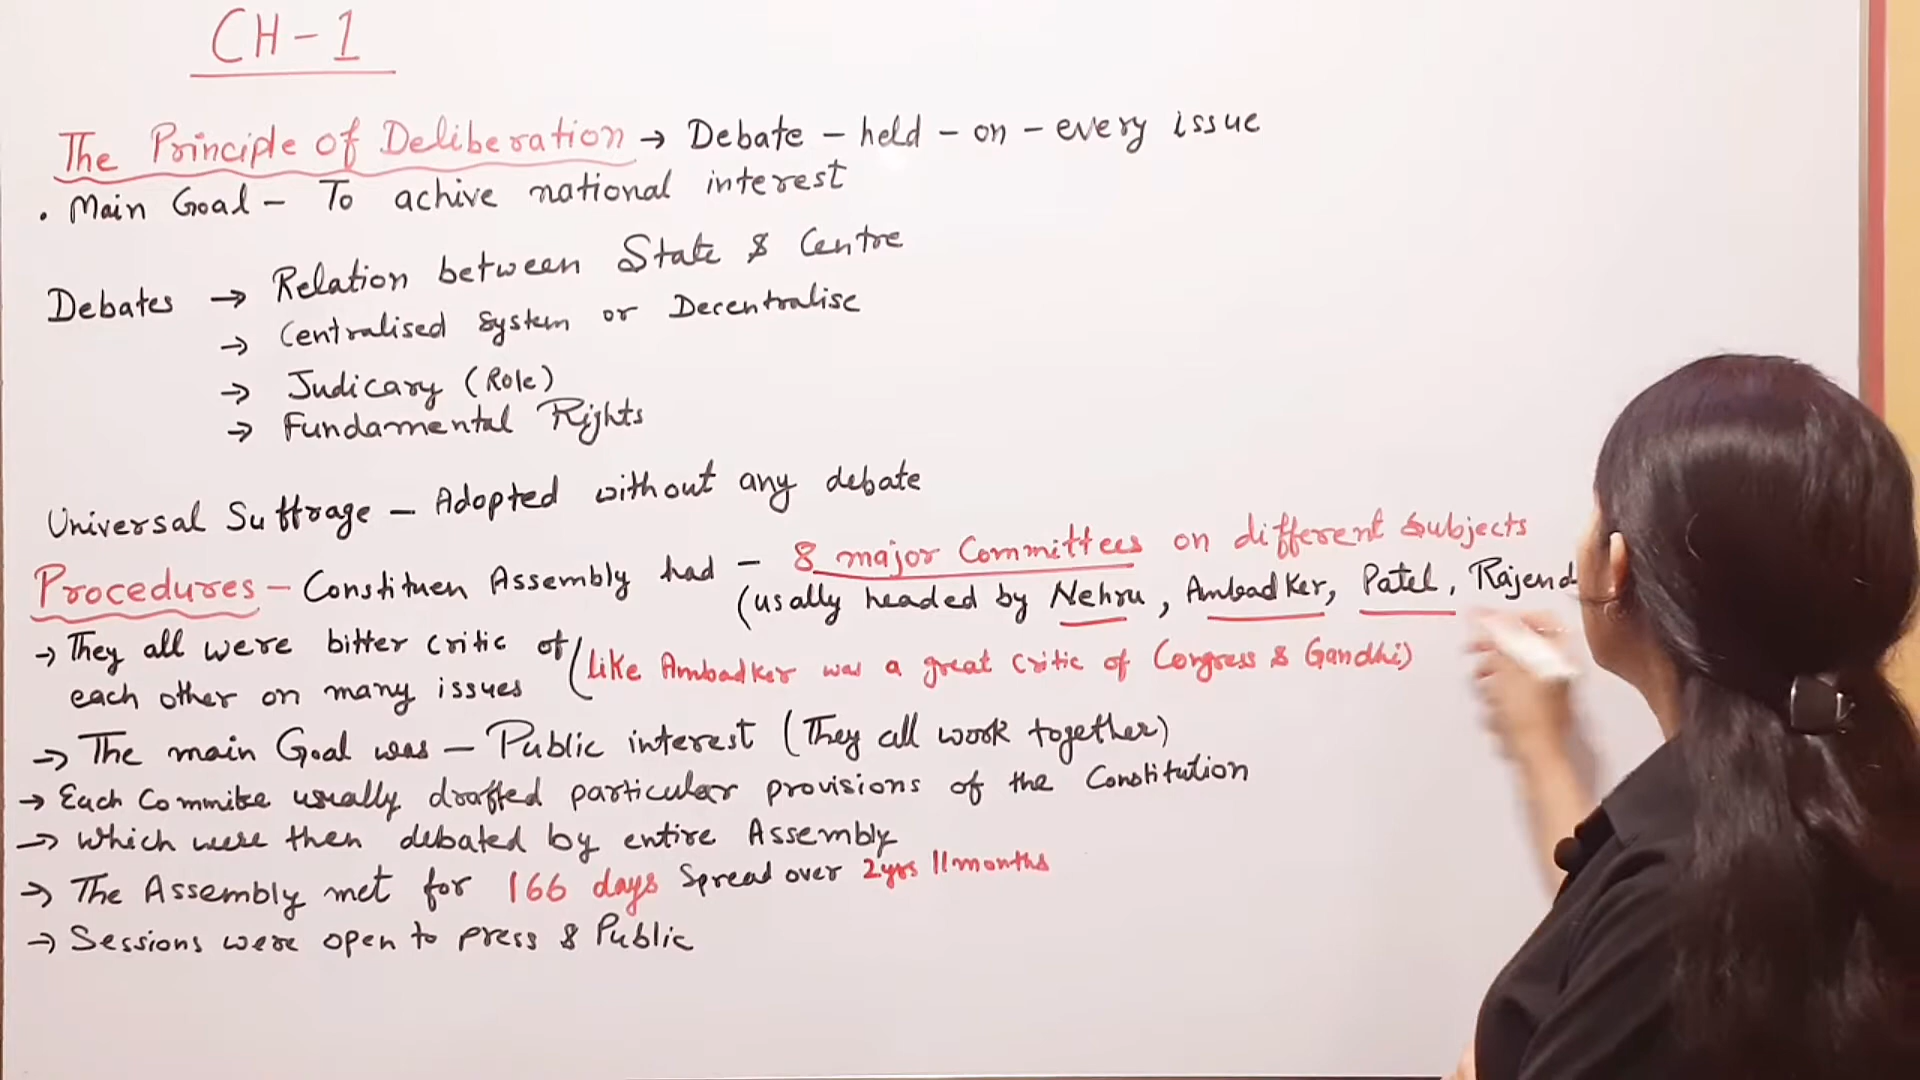 CH-1
The Principle of Deliberation → Debate - held - on - every issue
. Main Goal - To achive national interest
Debates → Relation between State & Centre
→ Centralised System or Decentralise
→ Judicary (Role)
→ Fundamental Rights
Universal Suffrage - Adopted without any debate
Procedures - Constituen Assembly had - 8 major Committees on different subjects
(usally headed by Nehru, Ambadker, Patel, Rajend
→ They all were bitter critic of (like Ambadker was a great critic of Congress & Gandhi)
each other on many issues
→ The main Goal was - Public interest (They all work together)
→ Each Commitee usually drafted particular provisions of the Constitution
→ which were then debated by entire Assembly
→ The Assembly met for 166 days Spread over 2yrs 11months
→ Sessions were open to press & Public